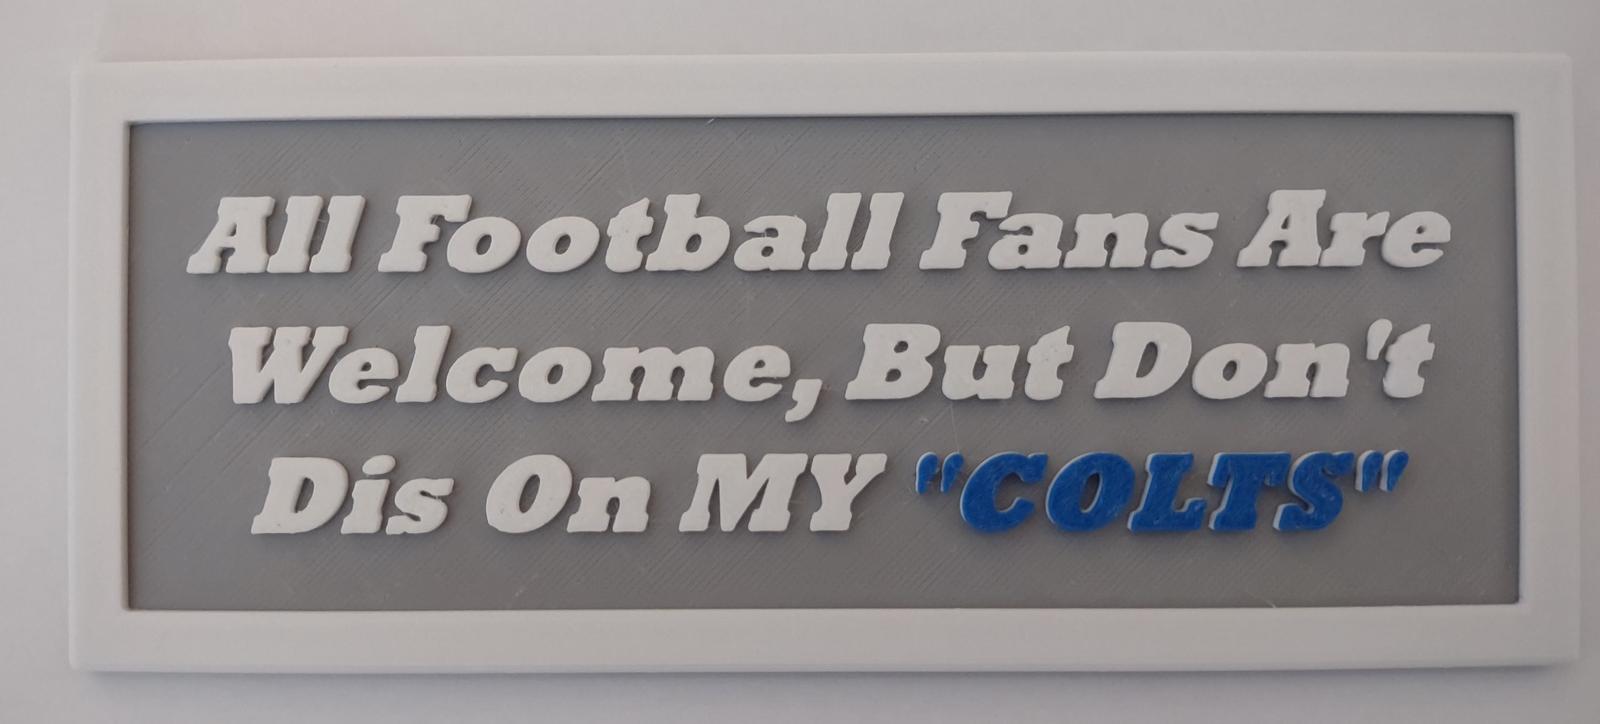 All Football Fans Are
Welcome, But Don't
Dis On MY "COLTS"